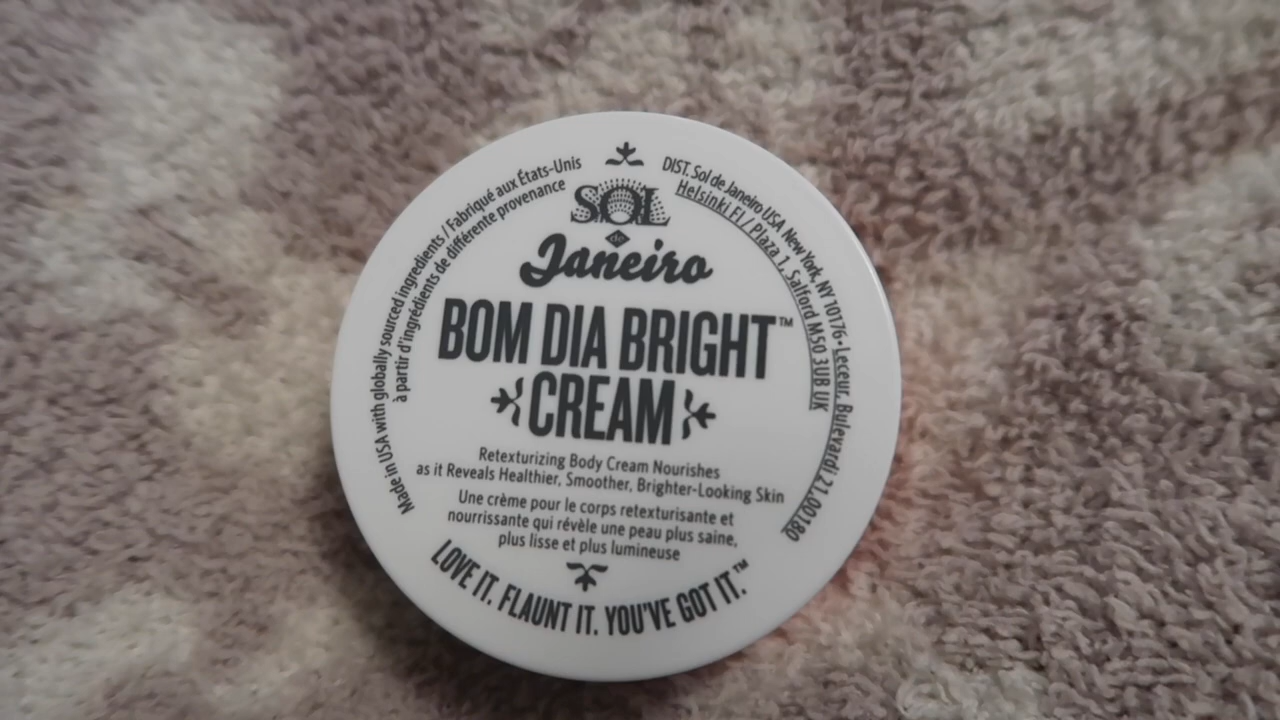 Made in USA with globally sourced ingredients / Fabriqué aux États-Unis
à partir d'ingrédients de différente provenance
DIST. Sol de Janeiro USA New York, NY 10176 • Leceur, Bulevardi 21,00180
Helsinki FI / Plaza 1, Salford M50 3UB UK
SOL
de
Janeiro
BOM DIA BRIGHT™
CREAM
Retexturizing Body Cream Nourishes
as it Reveals Healthier, Smoother, Brighter-Looking Skin
Une crème pour le corps retexturisante et
nourrissante qui révèle une peau plus saine,
plus lisse et plus lumineuse
LOVE IT. FLAUNT IT. YOU'VE GOT IT.™